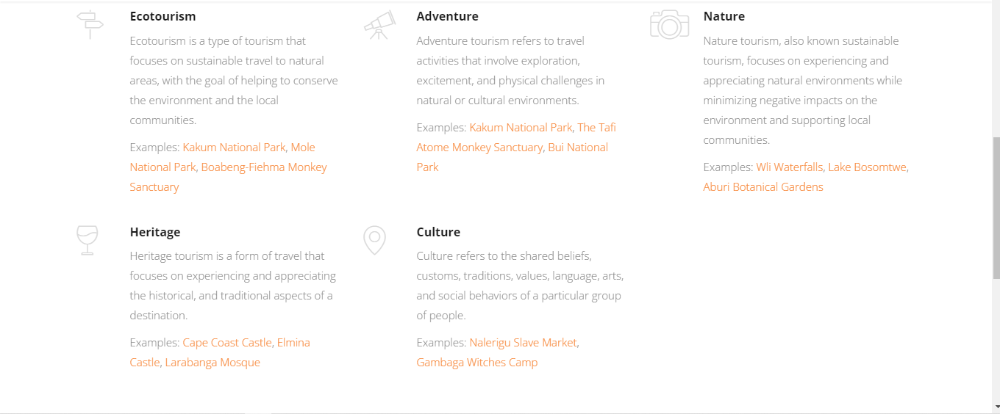 Ecotourism
Ecotourism is a type of tourism that
focuses on sustainable travel to natural
areas, with the goal of helping to conserve
the environment and the local
communities.
Examples: Kakum National Park, Mole
National Park, Boabeng-Fiehma Monkey
Sanctuary
Adventure
Adventure tourism refers to travel
activities that involve exploration,
excitement, and physical challenges in
natural or cultural environments.
Examples: Kakum National Park, The Tafi
Atome Monkey Sanctuary, Bui National
Park
Nature
Nature tourism, also known sustainable
tourism, focuses on experiencing and
appreciating natural environments while
minimizing negative impacts on the
environment and supporting local
communities.
Examples: Wli Waterfalls, Lake Bosomtwe,
Aburi Botanical Gardens
Heritage
Heritage tourism is a form of travel that
focuses on experiencing and appreciating
the historical, and traditional aspects of a
destination.
Examples: Cape Coast Castle, Elmina
Castle, Larabanga Mosque
Culture
Culture refers to the shared beliefs,
customs, traditions, values, language, arts,
and social behaviors of a particular group
of people.
Examples: Nalerigu Slave Market,
Gambaga Witches Camp